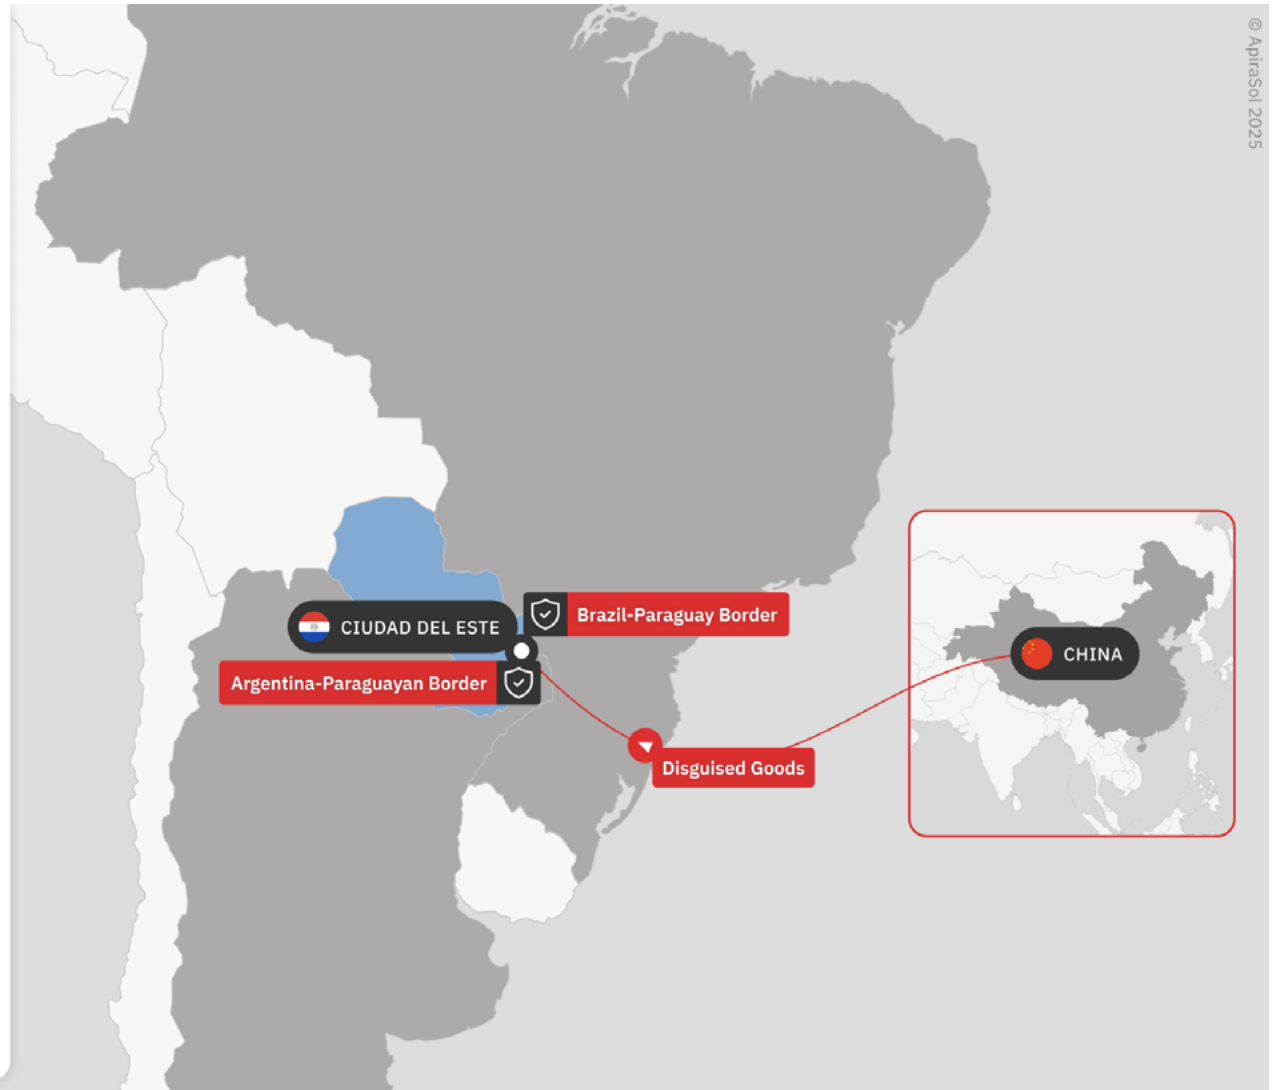 © ApiraSol 2025
Brazil-Paraguay Border
CIUDAD DEL ESTE
CHINA
Argentina-Paraguayan Border
Disguised Goods